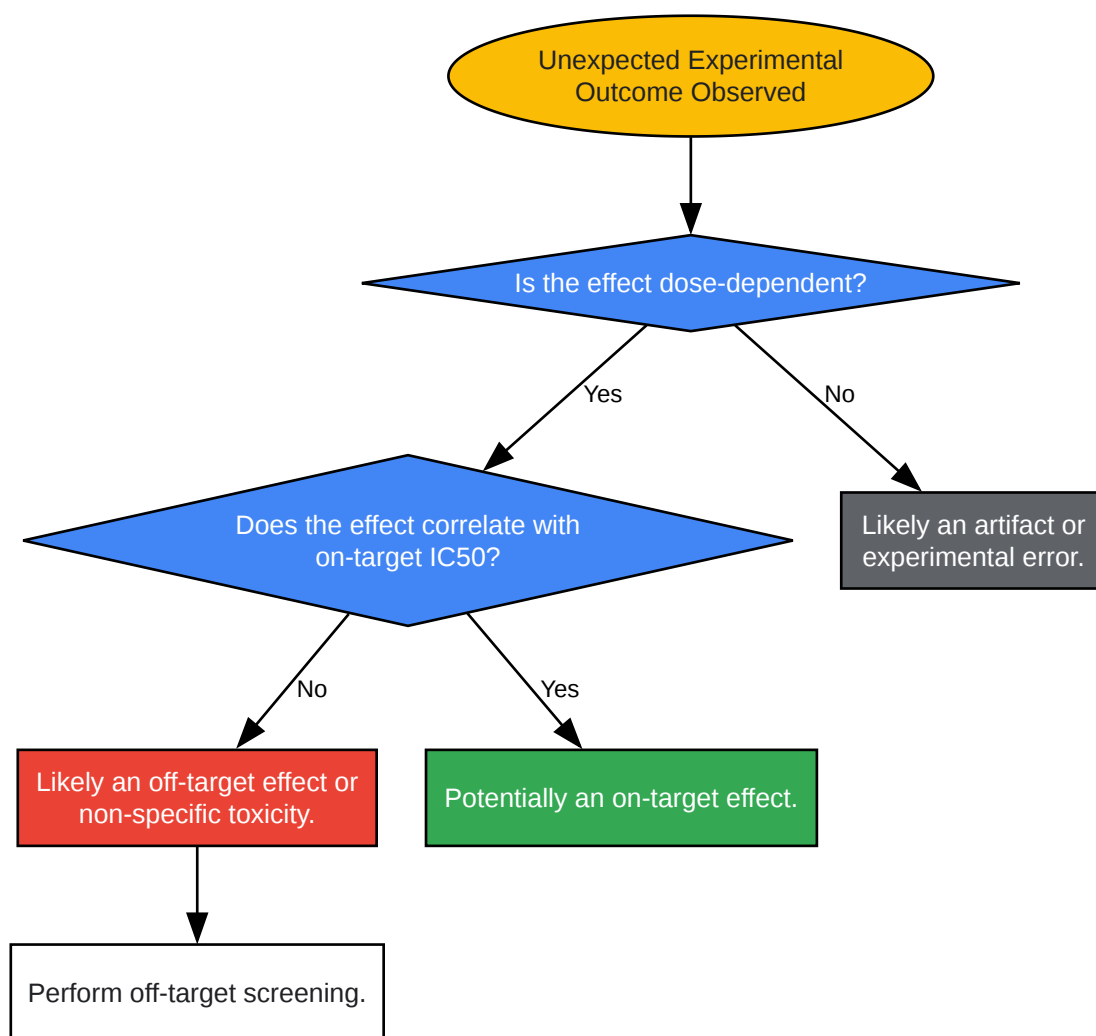 Unexpected Experimental
Outcome Observed
Is the effect dose-dependent?
Yes
No
Does the effect correlate with
on-target IC50?
Likely an artifact or
experimental error.
No
Yes
Likely an off-target effect or
non-specific toxicity.
Potentially an on-target effect.
Perform off-target screening.